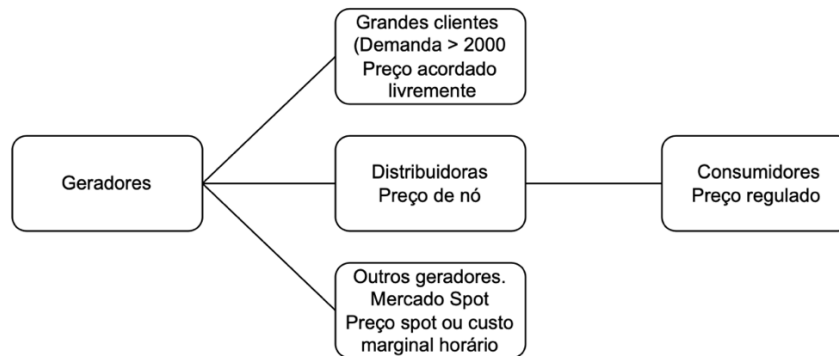 Grandes clientes
(Demanda > 2000
Preço acordado
livremente
Geradores
Distribuidoras
Preço de nó
Consumidores
Preço regulado
Outros geradores.
Mercado Spot
Preço spot ou custo
marginal horário